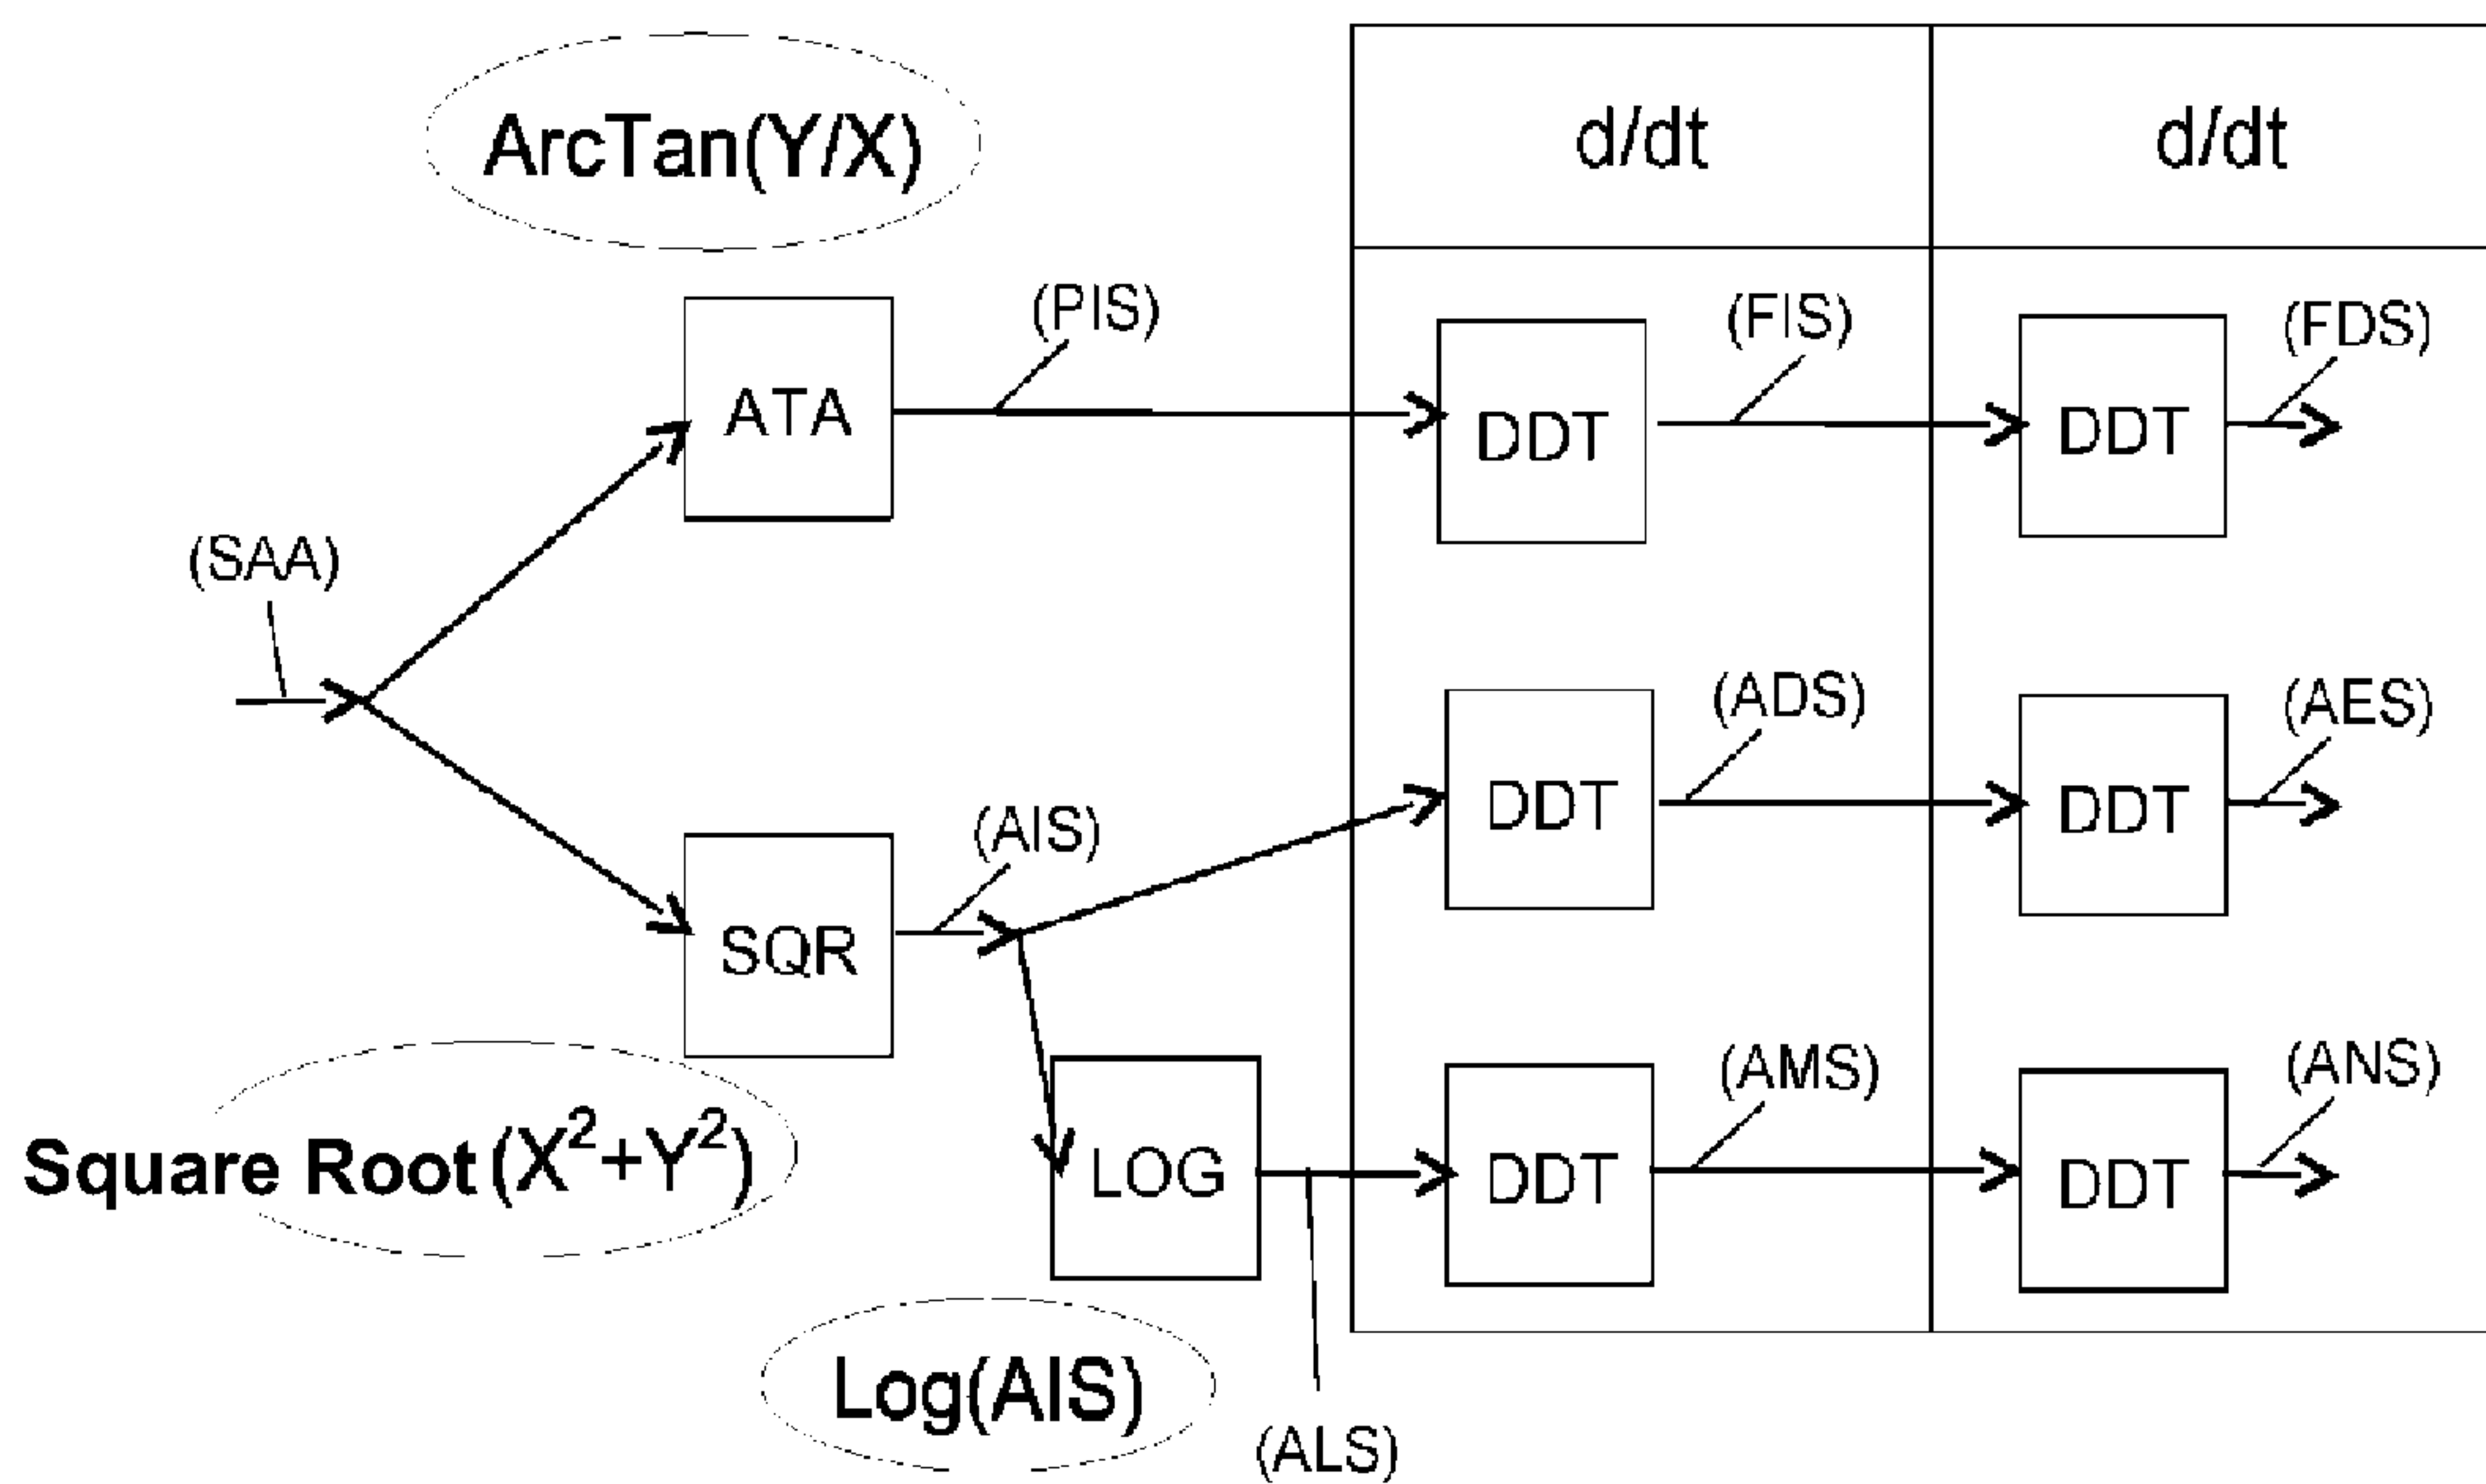 ArcTan(Y/X)
d/dt
d/dt
(PIS)
(FIS)
(FDS)
ATA
DDT
DDT
(SAA)
(ADS)
(AES)
(AIS)
DDT
DDT
SQR
(AMS)
(ANS)
Square Root (X²+Y²)
LOG
DDT
DDT
Log(AIS)
(ALS)